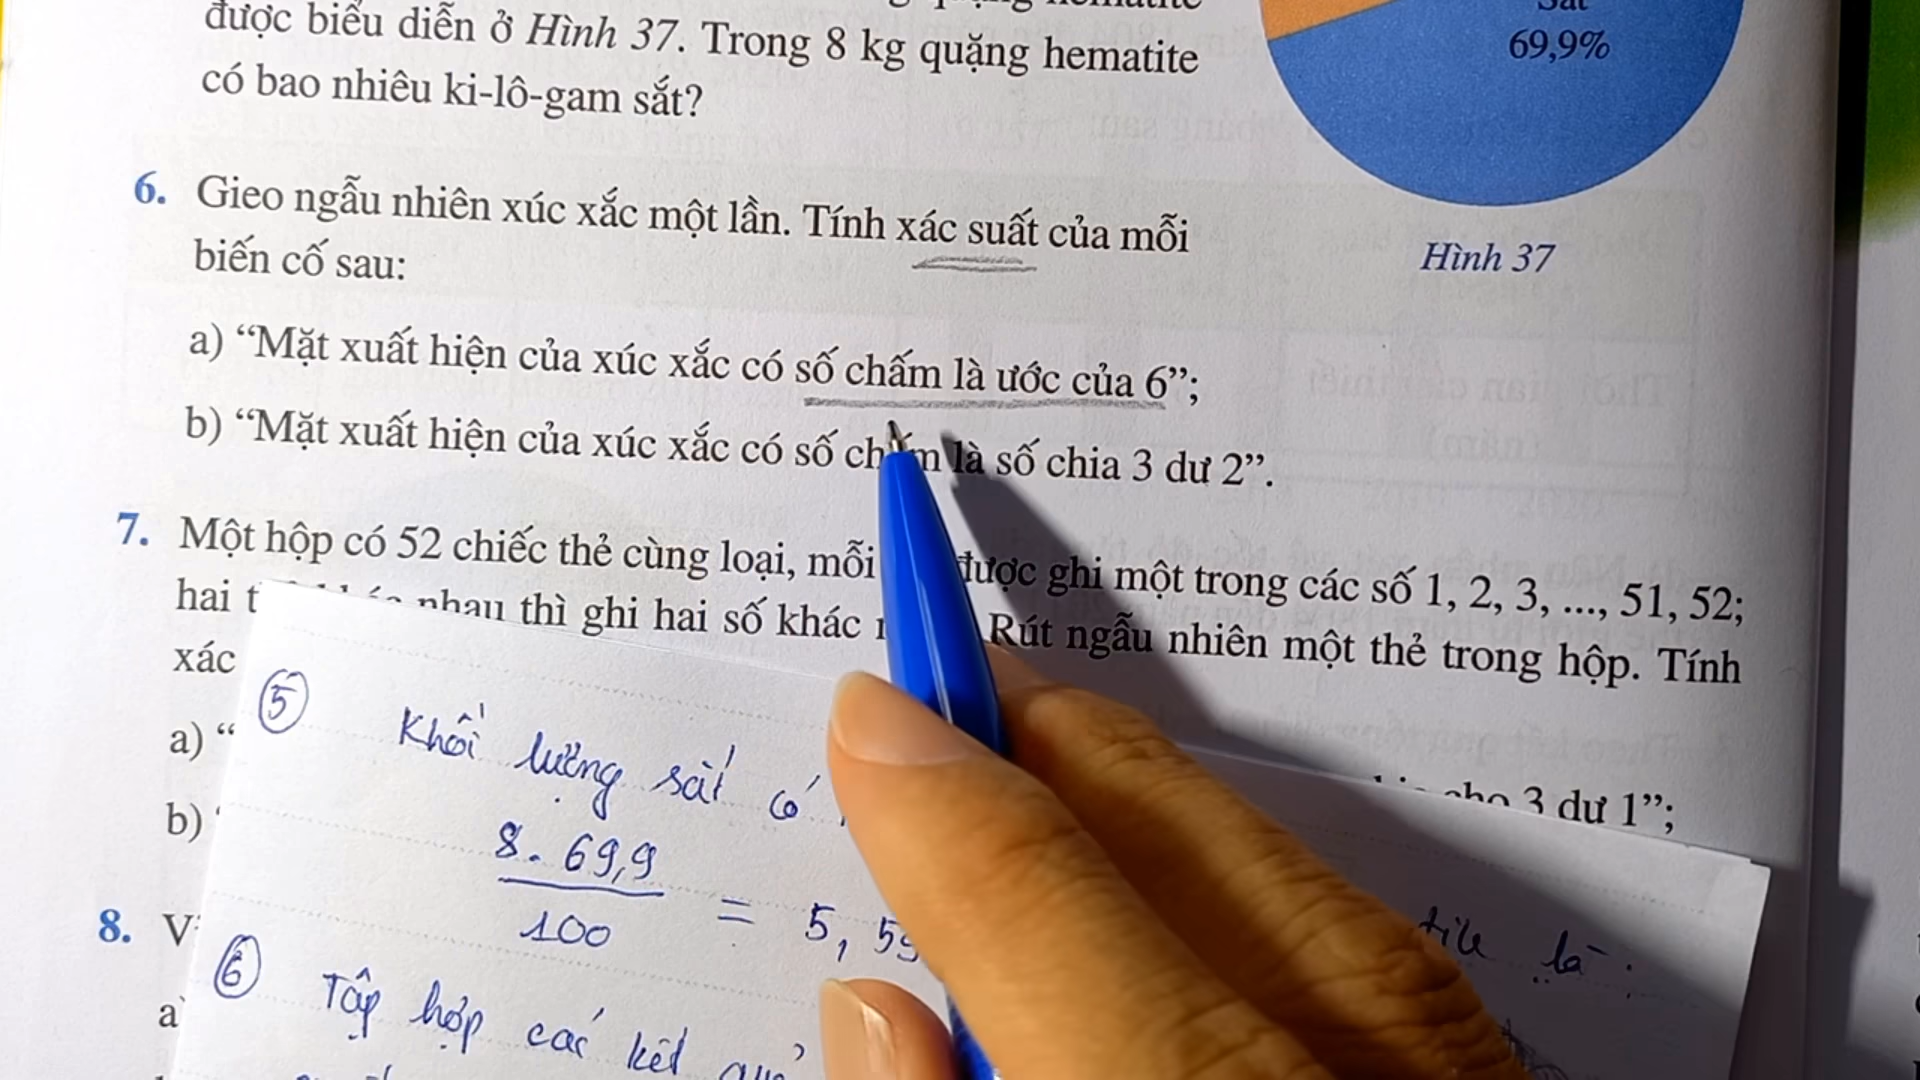 được biểu diễn ở Hình 37. Trong 8 kg quặng hematite
có bao nhiêu ki-lô-gam sắt?
69,9%
Hình 37
6. Gieo ngẫu nhiên xúc xắc một lần. Tính xác suất của mỗi
biến cố sau:
a) “Mặt xuất hiện của xúc xắc có số chấm là ước của 6”;
b) “Mặt xuất hiện của xúc xắc có số chấm là số chia 3 dư 2”.
7. Một hộp có 52 chiếc thẻ cùng loại, mỗi được ghi một trong các số 1, 2, 3, ..., 51, 52;
hai nhau thì ghi hai số khác Rút ngẫu nhiên một thẻ trong hộp. Tính
xác
a) “
cho 3 dư 1”;
b)
8.
a)
5 Khối lượng sắt có
8. 69,9
100
= 5,
là:
6 Tập hợp các kết quả